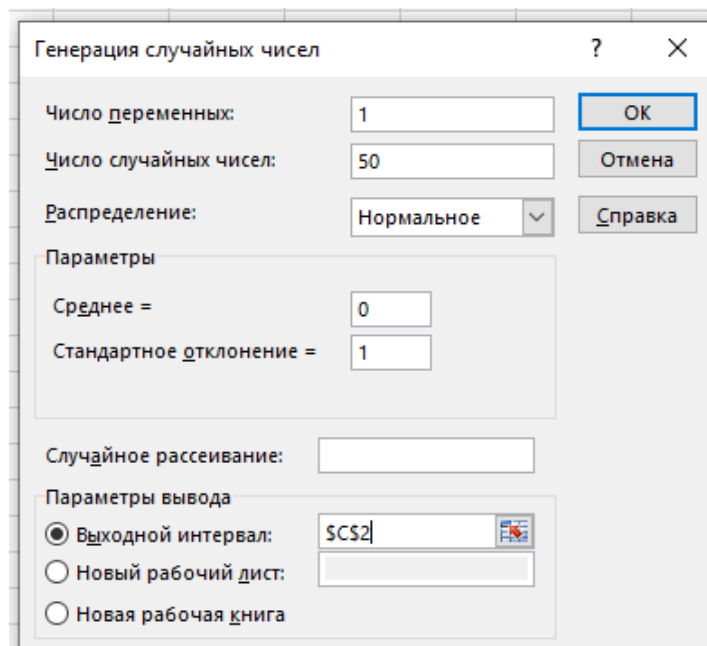 Генерация случайных чисел ? ×
Число переменных: 1 ОК
Число случайных чисел: 50 Отмена
Распределение: Нормальное Справка
Параметры
Среднее = 0
Стандартное отклонение = 1
Случайное рассеивание:
Параметры вывода
Выходной интервал: $C$2
Новый рабочий лист:
Новая рабочая книга